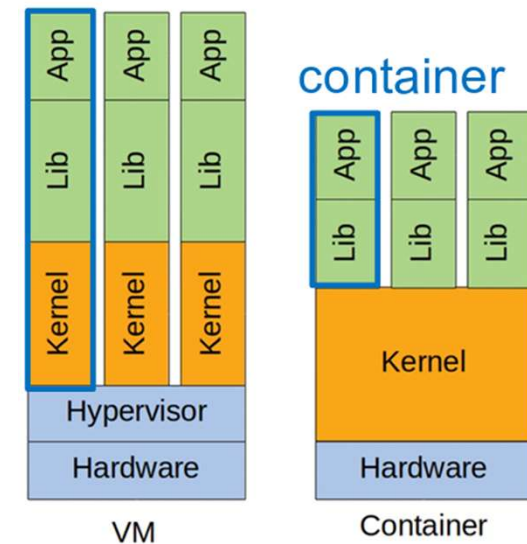 App App App
Lib Lib Lib
Kernel Kernel Kernel
Hypervisor
Hardware
VM
container
App App App
Lib Lib Lib
Kernel
Hardware
Container